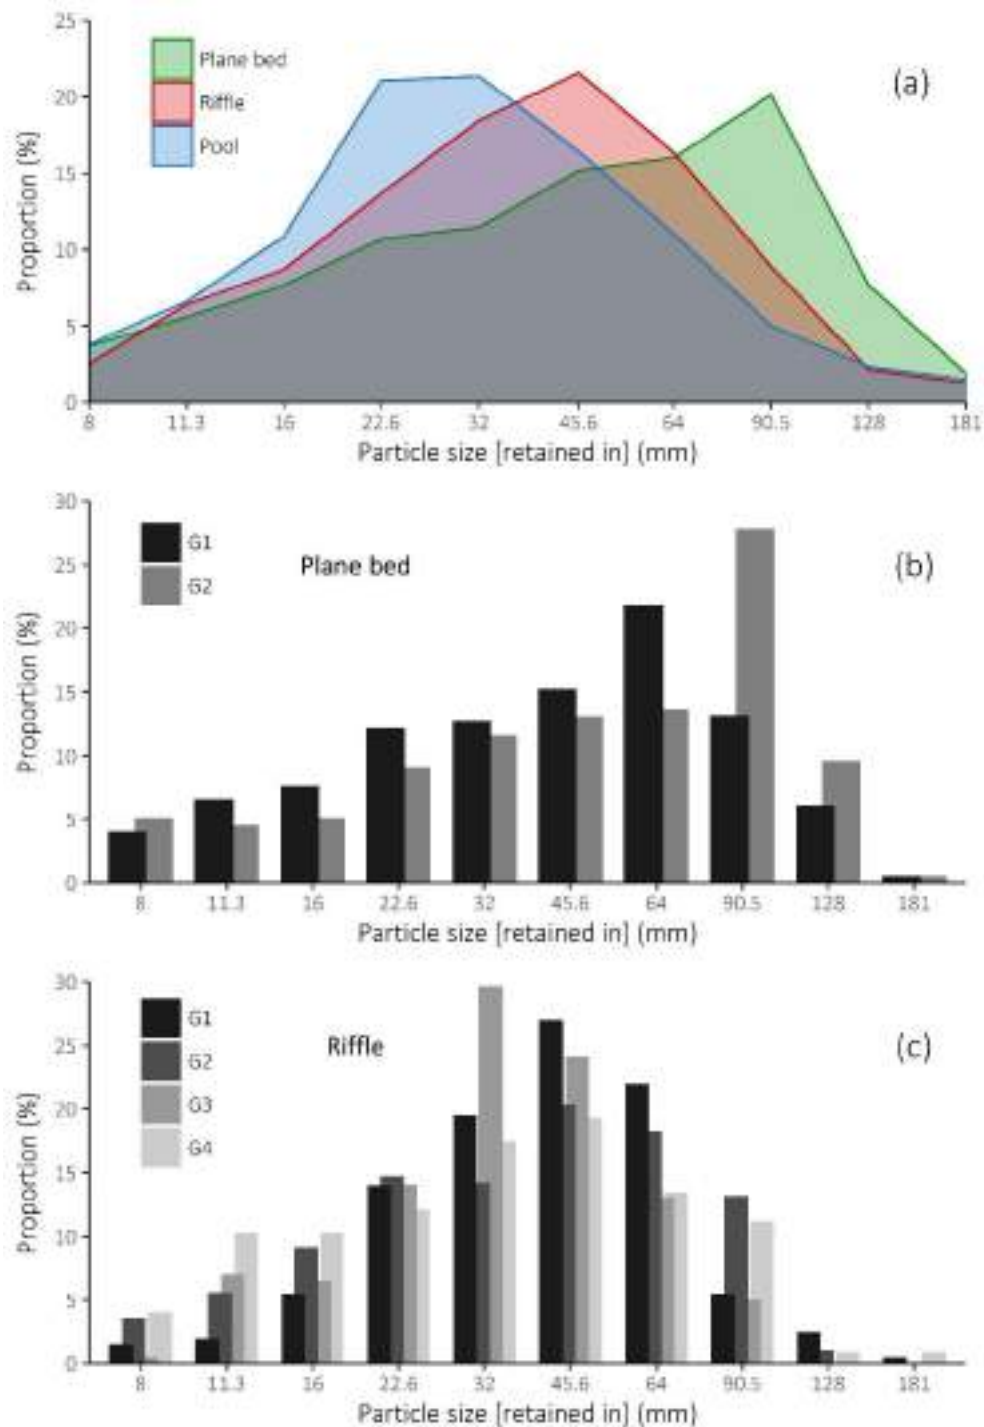 25
20
15
10
5
0
Proportion (%)
Plane bed
Riffle
Pool
(a)
8 11.3 16 22.6 32 45.6 64 90.5 128 181
Particle size [retained in] (mm)
30
25
20
15
10
5
0
Proportion (%)
G1
G2
Plane bed
(b)
8 11.3 16 22.6 32 45.6 64 90.5 128 181
Particle size [retained in] (mm)
30
25
20
15
10
5
0
Proportion (%)
G1
G2
G3
G4
Riffle
(c)
8 11.3 16 22.6 32 45.6 64 90.5 128 181
Particle size [retained in] (mm)